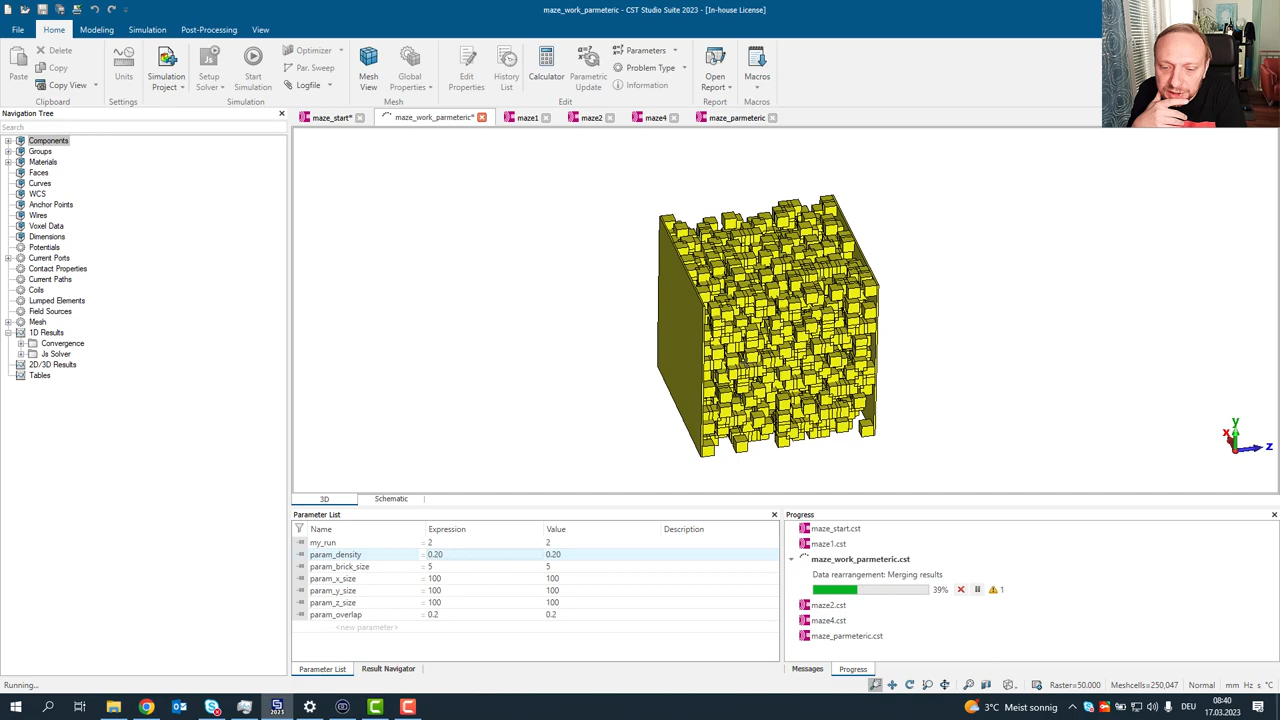 maze_work_parmeteric - CST Studio Suite 2023 - [In-house License]
File Home Modeling Simulation Post-Processing View
Paste
Delete
Copy
Copy View
Clipboard
Units
Settings
Simulation Project
Setup Solver
Start Simulation
Optimizer
Par. Sweep
Logfile
Simulation
Mesh View
Global Properties
Mesh
Edit Properties
History List
Calculator
Parametric Update
Parameters
Problem Type
Information
Edit
Open Report
Report
Macros
Macros
Navigation Tree
Search
maze_start* maze_work_parmeteric* maze1 maze2 maze4 maze_parmeteric
Components
Groups
Materials
Faces
Curves
WCS
Anchor Points
Wires
Voxel Data
Dimensions
Potentials
Current Ports
Contact Properties
Current Paths
Coils
Lumped Elements
Field Sources
Mesh
1D Results
Convergence
Js Solver
2D/3D Results
Tables
y
x
z
3D Schematic
Parameter List
Name Expression Value Description
my_run = 2 2
param_density = 0.20 0.20
param_brick_size = 5 5
param_x_size = 100 100
param_y_size = 100 100
param_z_size = 100 100
param_overlap = 0.2 0.2
<new parameter>
Parameter List Result Navigator
Progress
maze_start.cst
maze1.cst
maze_work_parmeteric.cst
Data rearrangement: Merging results
39% 1
maze2.cst
maze4.cst
maze_parmeteric.cst
Messages Progress
Running...
Raster=50.000 Meshcells=250,047 Normal mm Hz s °C
2023
3°C Meist sonnig DEU 08:40
17.03.2023